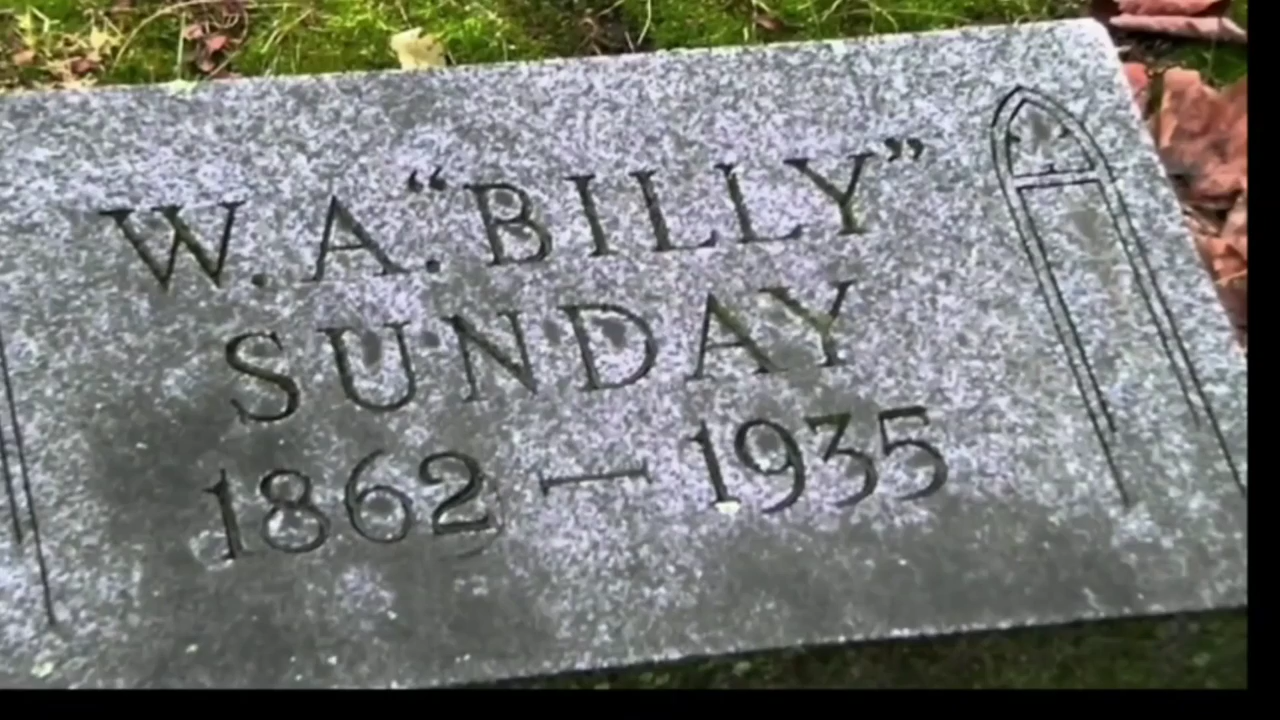 W. A. “BILLY”
SUNDAY
1862 — 1935